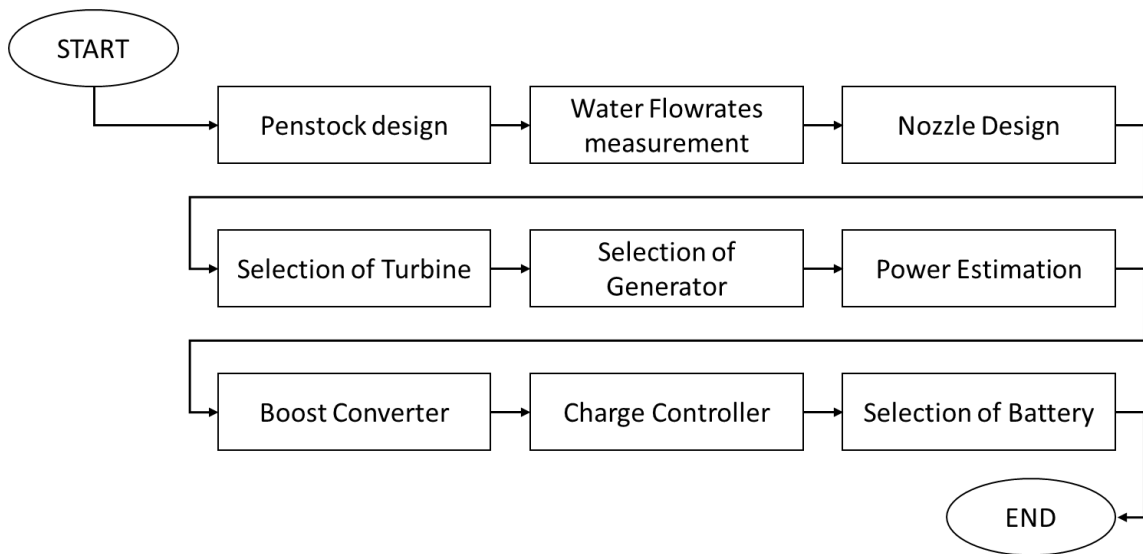 START
Penstock design
Water Flowrates
measurement
Nozzle Design
Selection of Turbine
Selection of
Generator
Power Estimation
Boost Converter
Charge Controller
Selection of Battery
END